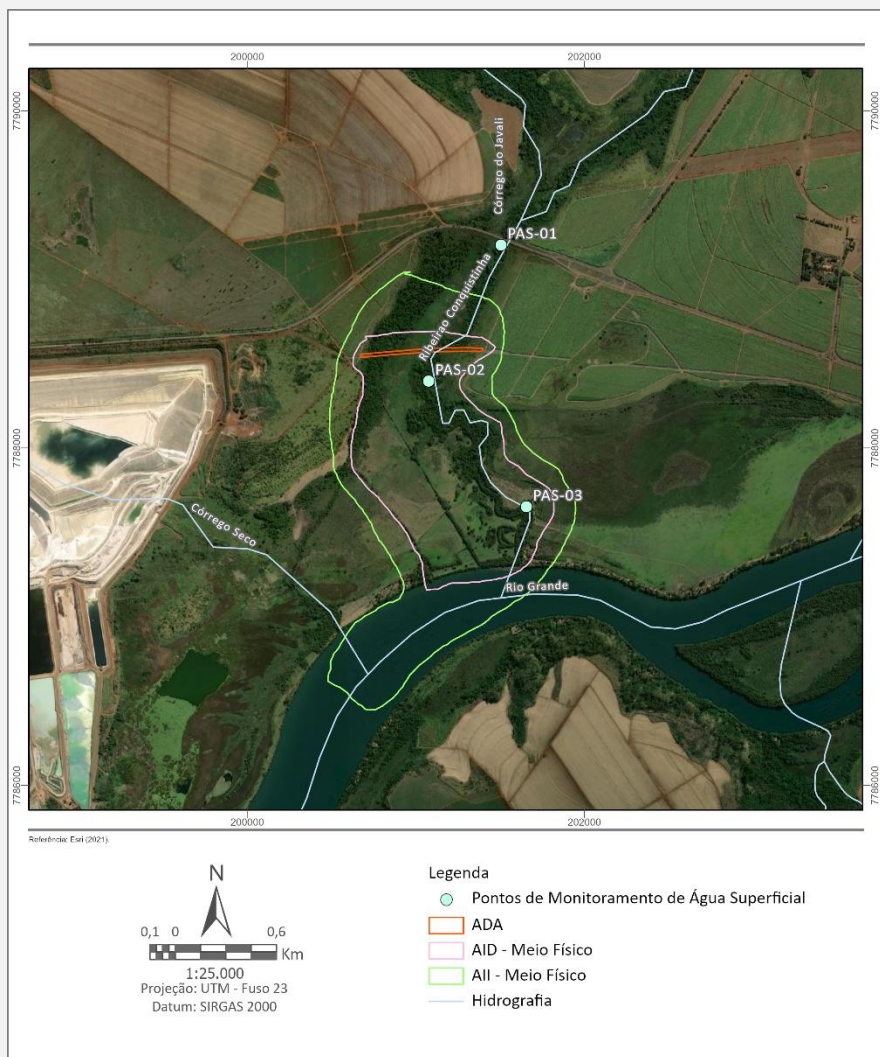 200000
202000
7790000
7790000
Córrego do Javali
PAS-01
Ribeirao Conquistinha
PAS-02
7788000
7788000
PAS-03
Córrego Seco
Rio Grande
7786000
7786000
200000
202000
Referência: Esri (2021).
N
0,1 0 0,6
Km
1:25.000
Projeção: UTM - Fuso 23
Datum: SIRGAS 2000
Legenda
Pontos de Monitoramento de Água Superficial
ADA
AID - Meio Físico
AII - Meio Físico
Hidrografia